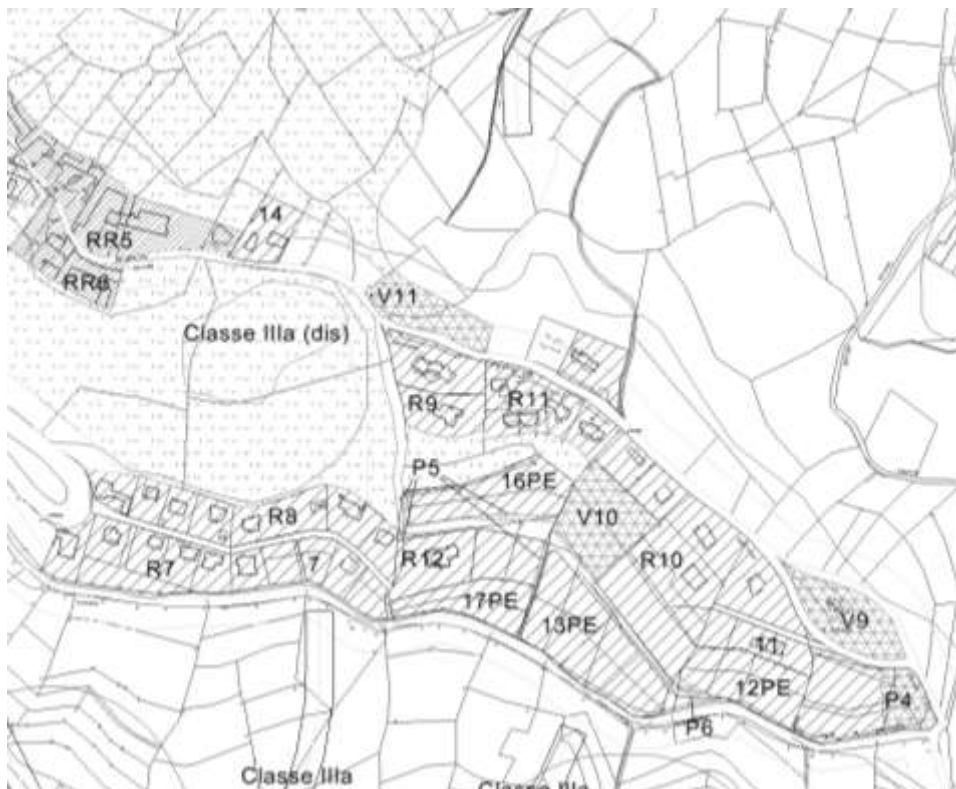 14
RR5
RR6
V11
Classe IIIa (dis)
R9
R11
P5
16PE
R8
V10
R12
R10
R7
7
17PE
13PE
V9
11
12PE
P4
P6
Classe IIIa
Classe IIIa